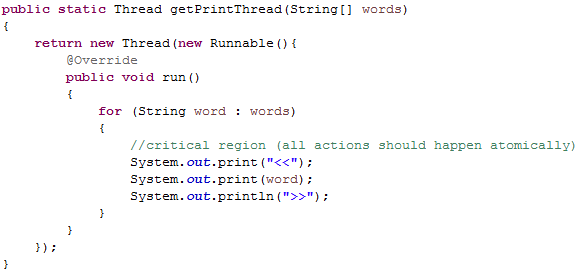 public static Thread getPrintThread(String[] words)
{
    return new Thread(new Runnable(){
        @Override
        public void run()
        {
            for (String word : words)
            {
                //critical region (all actions should happen atomically)
                System.out.print("<<");
                System.out.print(word);
                System.out.println(">>");
            }
        }
    });
}